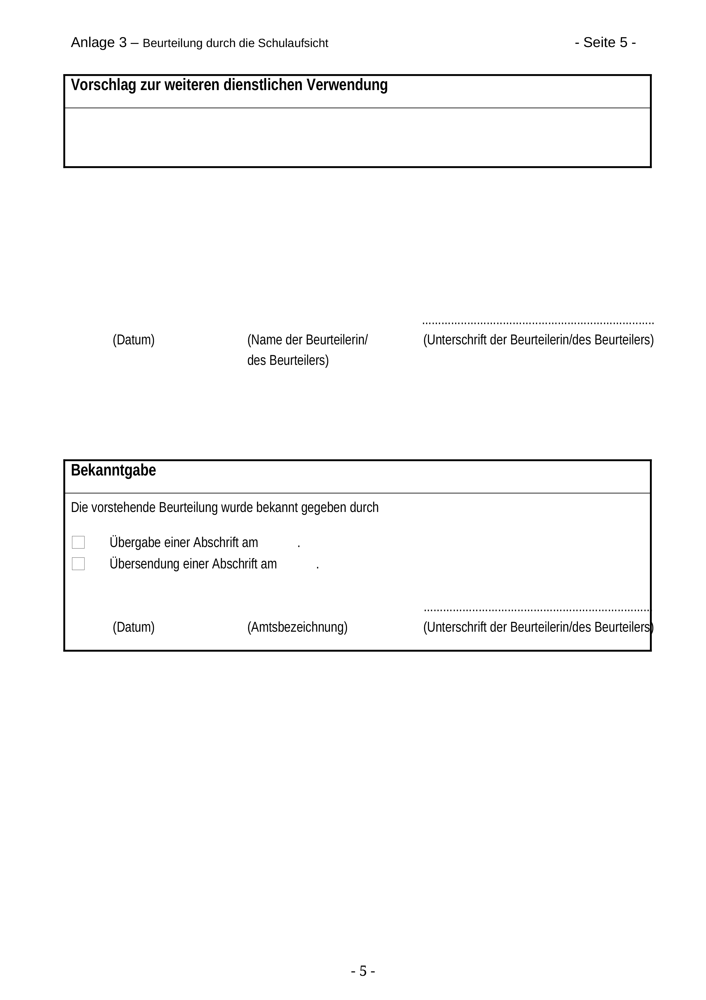 Anlage 3 – Beurteilung durch die Schulaufsicht - Seite 5 -
Vorschlag zur weiteren dienstlichen Verwendung
........................................................................
(Datum) (Name der Beurteilerin/ (Unterschrift der Beurteilerin/des Beurteilers)
des Beurteilers)
Bekanntgabe
Die vorstehende Beurteilung wurde bekannt gegeben durch
☐ Übergabe einer Abschrift am .
☐ Übersendung einer Abschrift am .
........................................................................
(Datum) (Amtsbezeichnung) (Unterschrift der Beurteilerin/des Beurteilers)
- 5 -